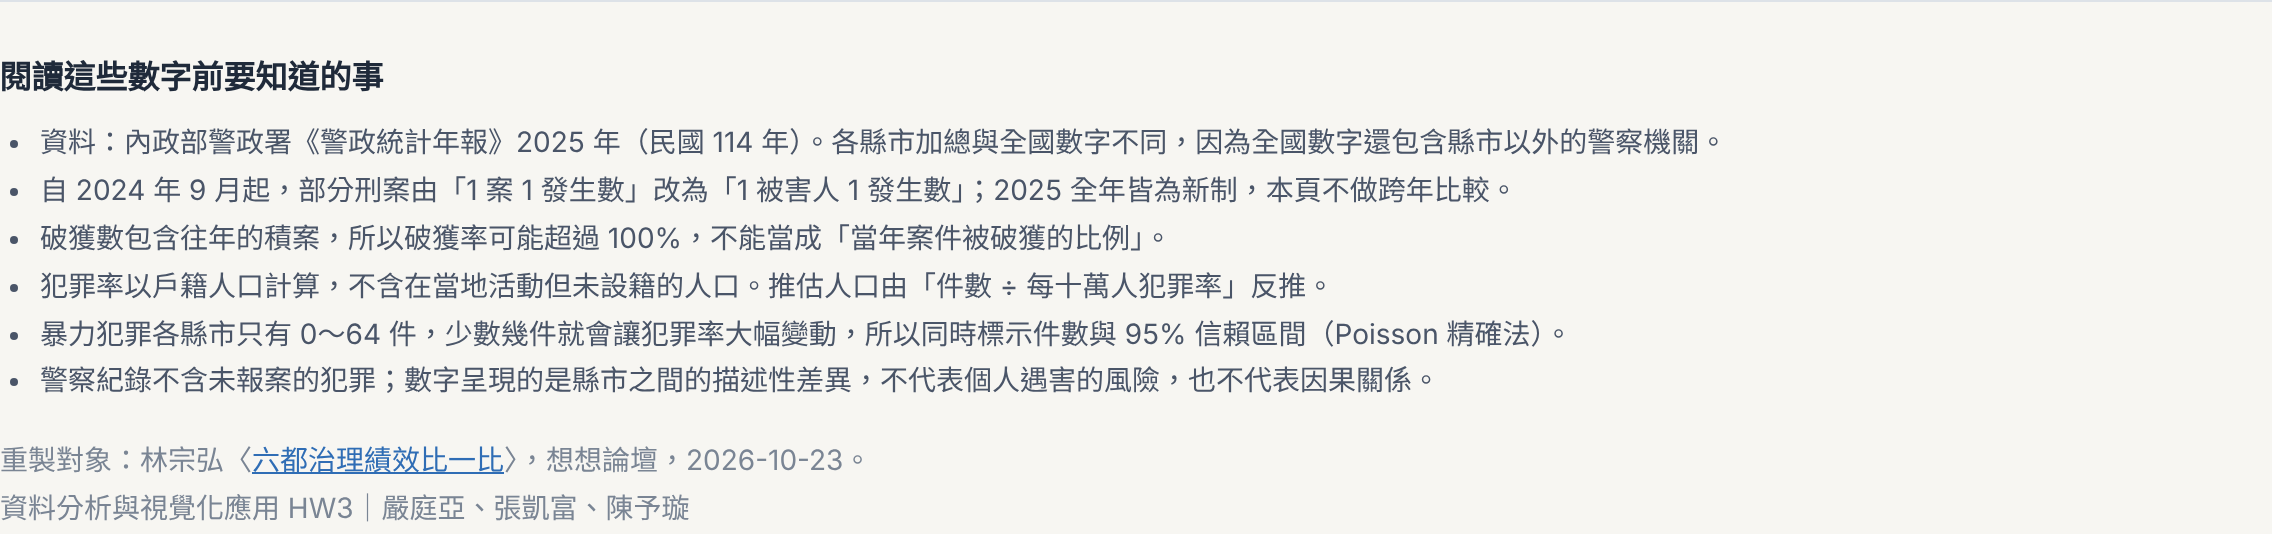 閱讀這些數字前要知道的事
• 資料：內政部警政署《警政統計年報》2025 年（民國 114 年）。各縣市加總與全國數字不同，因為全國數字還包含縣市以外的警察機關。
• 自 2024 年 9 月起，部分刑案由「1 案 1 發生數」改為「1 被害人 1 發生數」；2025 全年皆為新制，本頁不做跨年比較。
• 破獲數包含往年的積案，所以破獲率可能超過 100%，不能當成「當年案件被破獲的比例」。
• 犯罪率以戶籍人口計算，不含在當地活動但未設籍的人口。推估人口由「件數 ÷ 每十萬人犯罪率」反推。
• 暴力犯罪各縣市只有 0～64 件，少數幾件就會讓犯罪率大幅變動，所以同時標示件數與 95% 信賴區間（Poisson 精確法）。
• 警察紀錄不含未報案的犯罪；數字呈現的是縣市之間的描述性差異，不代表個人遇害的風險，也不代表因果關係。
重製對象：林宗弘〈六都治理績效比一比〉，想想論壇，2026-10-23。
資料分析與視覺化應用 HW3｜嚴庭亞、張凱富、陳予璇